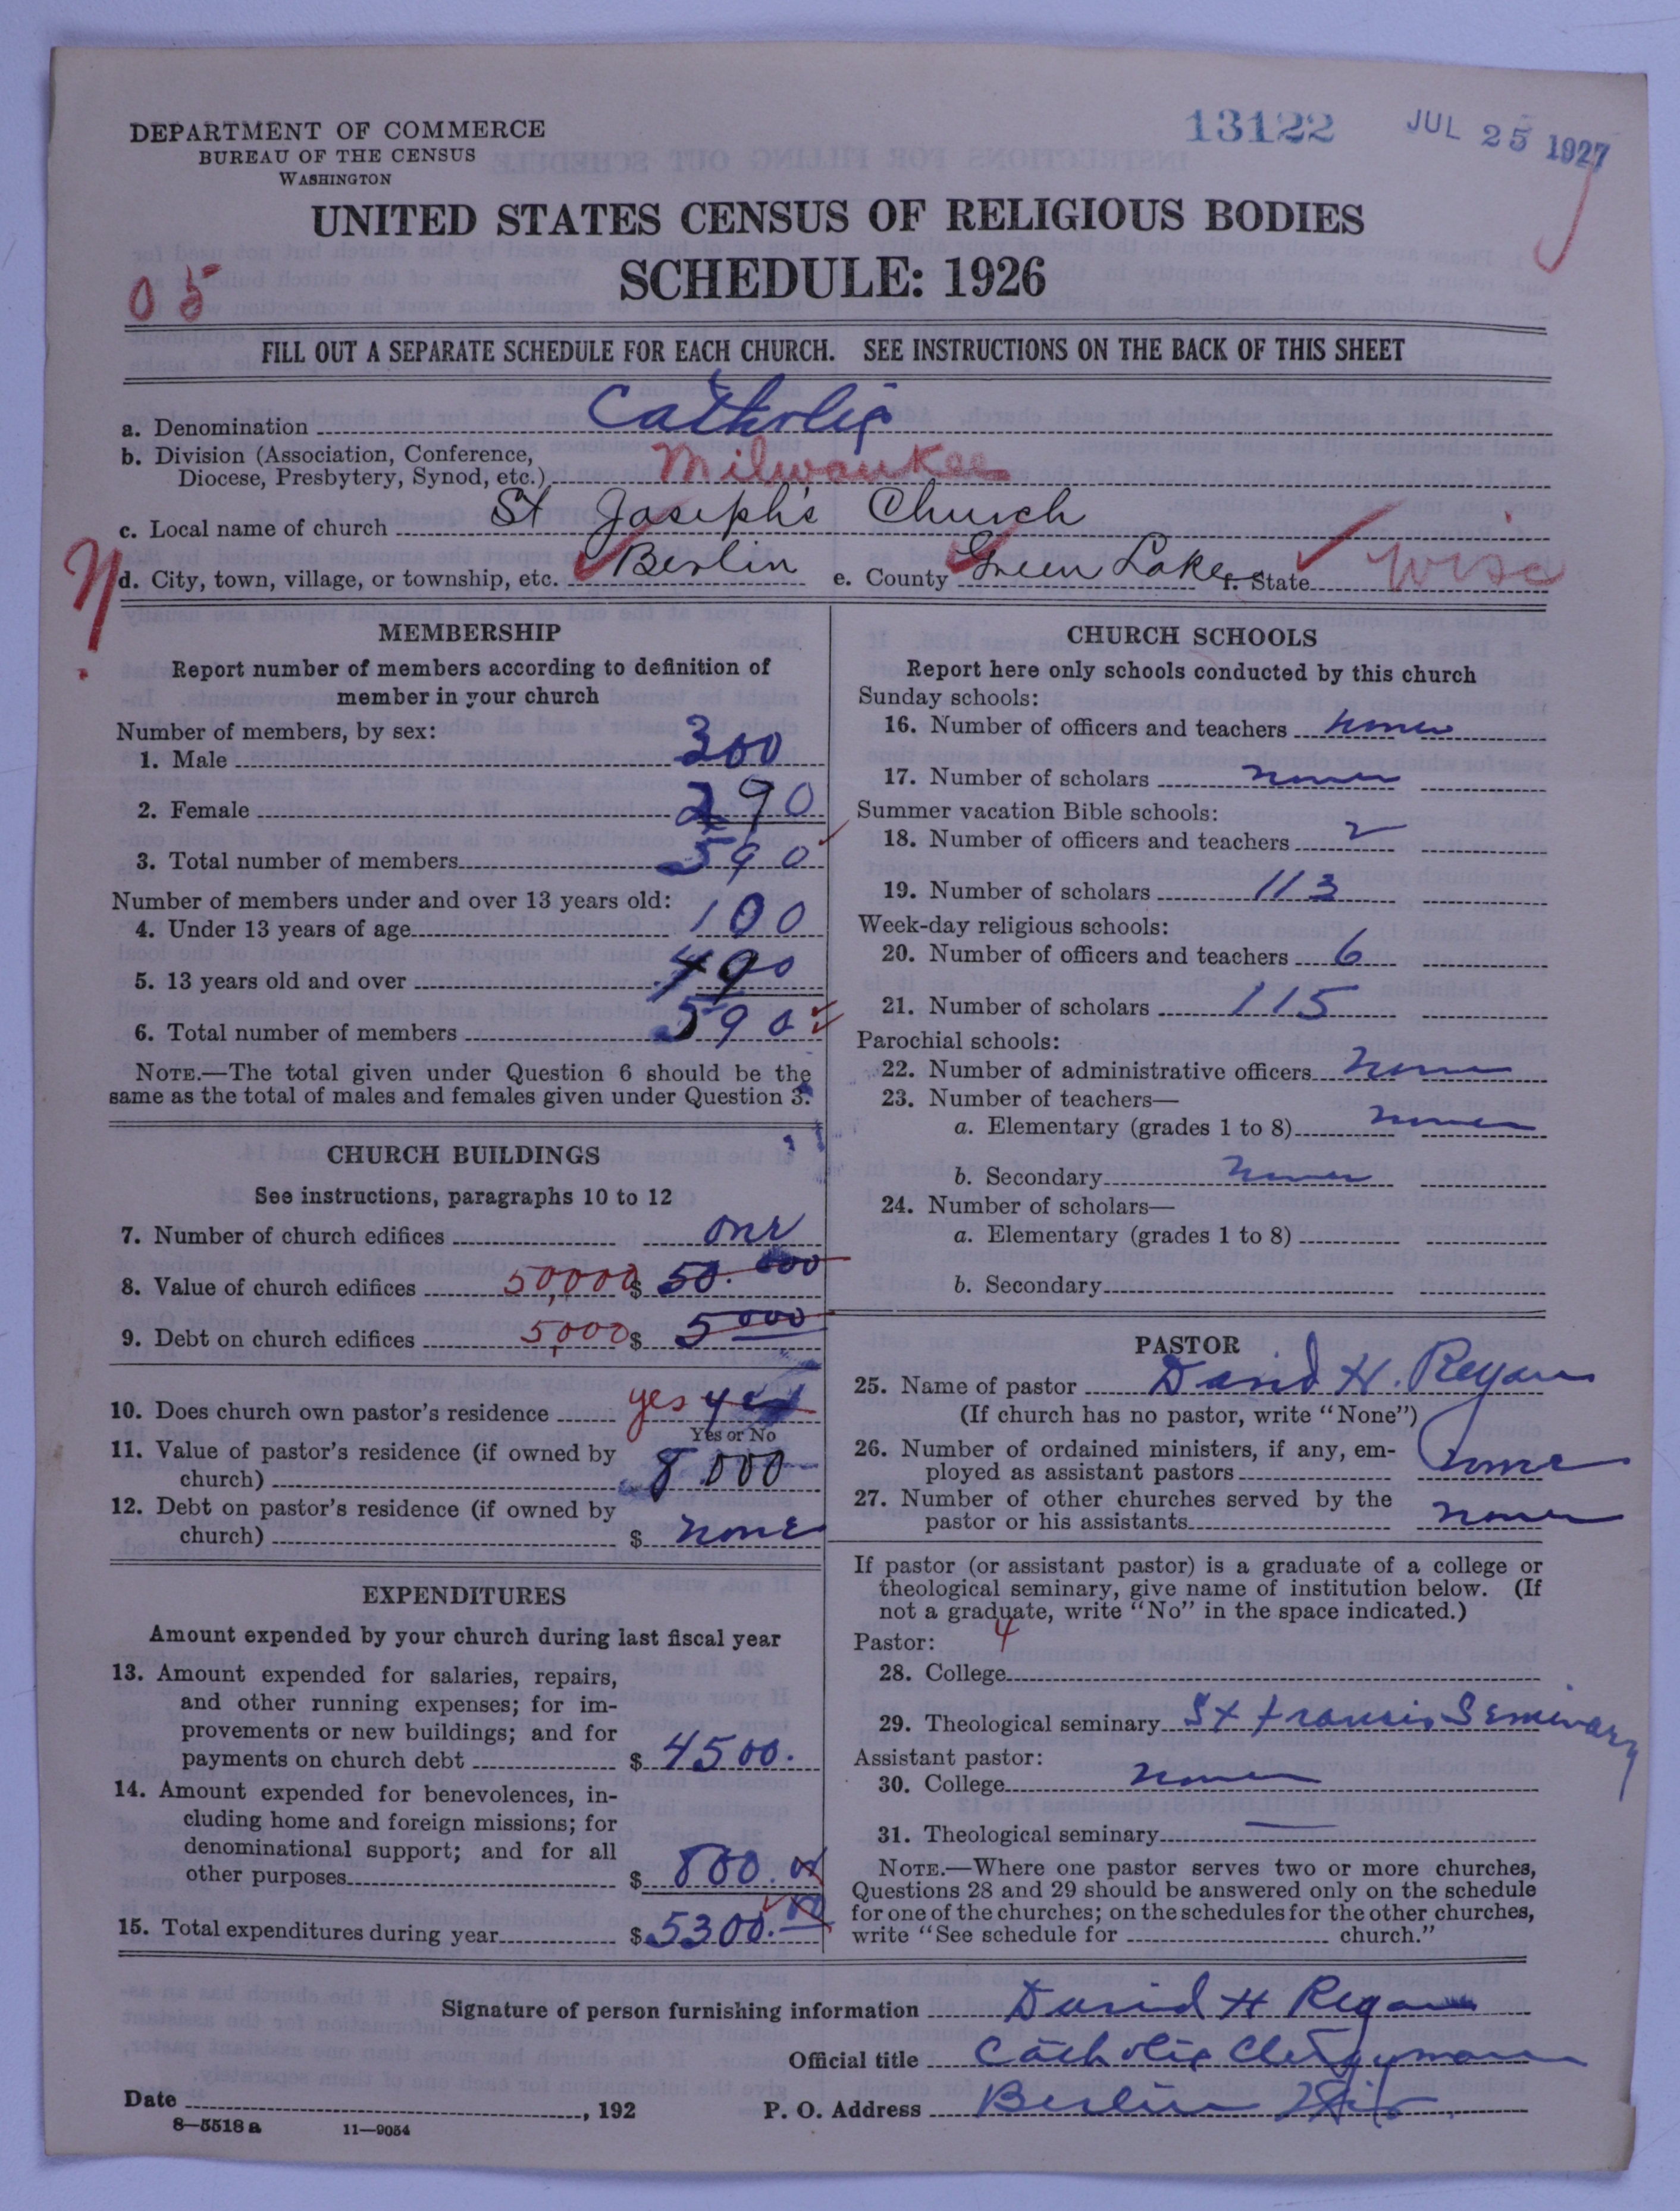 DEPARTMENT OF COMMERCE
BUREAU OF THE CENSUS
WASHINGTON
13122
JUL 25 1927
UNITED STATES CENSUS OF RELIGIOUS BODIES
SCHEDULE: 1926
05
FILL OUT A SEPARATE SCHEDULE FOR EACH CHURCH. SEE INSTRUCTIONS ON THE BACK OF THIS SHEET
a. Denomination Catholic
b. Division (Association, Conference,
Diocese, Presbytery, Synod, etc.) Milwaukee
c. Local name of church St Joseph's Church
d. City, town, village, or township, etc. Berlin e. County Green Lake f. State Wisc
MEMBERSHIP
Report number of members according to definition of
member in your church
Number of members, by sex:
1. Male 300
2. Female 290
3. Total number of members 590
Number of members under and over 13 years old:
4. Under 13 years of age 100
5. 13 years old and over 490
6. Total number of members 590
NOTE.—The total given under Question 6 should be the
same as the total of males and females given under Question 3.
CHURCH BUILDINGS
See instructions, paragraphs 10 to 12
7. Number of church edifices one
8. Value of church edifices 50,000 $ 50.000
9. Debt on church edifices 5,000 $ 5000
10. Does church own pastor's residence yes yes
Yes or No
11. Value of pastor's residence (if owned by
church) 8.000
12. Debt on pastor's residence (if owned by
church) $ none
EXPENDITURES
Amount expended by your church during last fiscal year
13. Amount expended for salaries, repairs,
and other running expenses; for im-
provements or new buildings; and for
payments on church debt $ 4500.
14. Amount expended for benevolences, in-
cluding home and foreign missions; for
denominational support; and for all
other purposes $ 800.00
15. Total expenditures during year $ 5300.00
CHURCH SCHOOLS
Report here only schools conducted by this church
Sunday schools:
16. Number of officers and teachers none
17. Number of scholars none
Summer vacation Bible schools:
18. Number of officers and teachers 2
19. Number of scholars 113
Week-day religious schools:
20. Number of officers and teachers 6
21. Number of scholars 115
Parochial schools:
22. Number of administrative officers none
23. Number of teachers—
a. Elementary (grades 1 to 8) none
b. Secondary none
24. Number of scholars—
a. Elementary (grades 1 to 8)
b. Secondary
PASTOR
25. Name of pastor David H. Regan
(If church has no pastor, write "None")
26. Number of ordained ministers, if any, em-
ployed as assistant pastors none
27. Number of other churches served by the
pastor or his assistants none
If pastor (or assistant pastor) is a graduate of a college or
theological seminary, give name of institution below. (If
not a graduate, write "No" in the space indicated.)
Pastor: 4
28. College
29. Theological seminary St Francis Seminary
Assistant pastor:
30. College none
31. Theological seminary
NOTE.—Where one pastor serves two or more churches,
Questions 28 and 29 should be answered only on the schedule
for one of the churches; on the schedules for the other churches,
write "See schedule for church."
Signature of person furnishing information David H Regan
Official title Catholic Clergyman
Date , 192 P. O. Address Berlin Wis
8—5518 a 11—9054